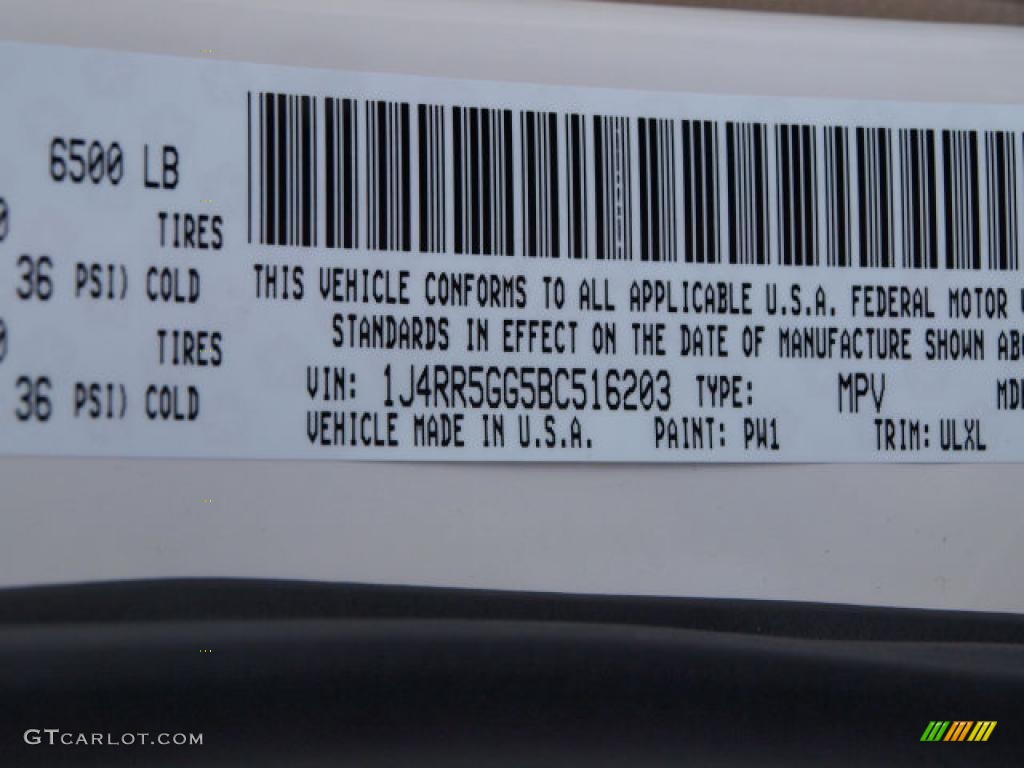 6500 LB
TIRES
36 PSI) COLD
TIRES
36 PSI) COLD
THIS VEHICLE CONFORMS TO ALL APPLICABLE U.S.A. FEDERAL MOTOR
STANDARDS IN EFFECT ON THE DATE OF MANUFACTURE SHOWN
VIN: 1J4RR5GG5BC516203 TYPE: MPV
VEHICLE MADE IN U.S.A. PAINT: PW1 TRIM: ULXL
GTCARLOT.COM